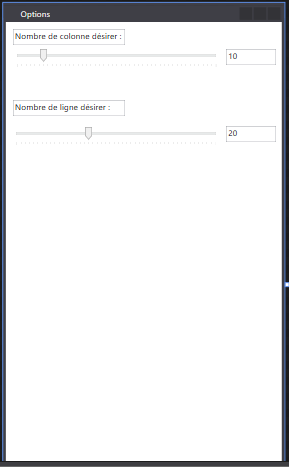 Options
Nombre de colonne désirer :
10
Nombre de ligne désirer :
20